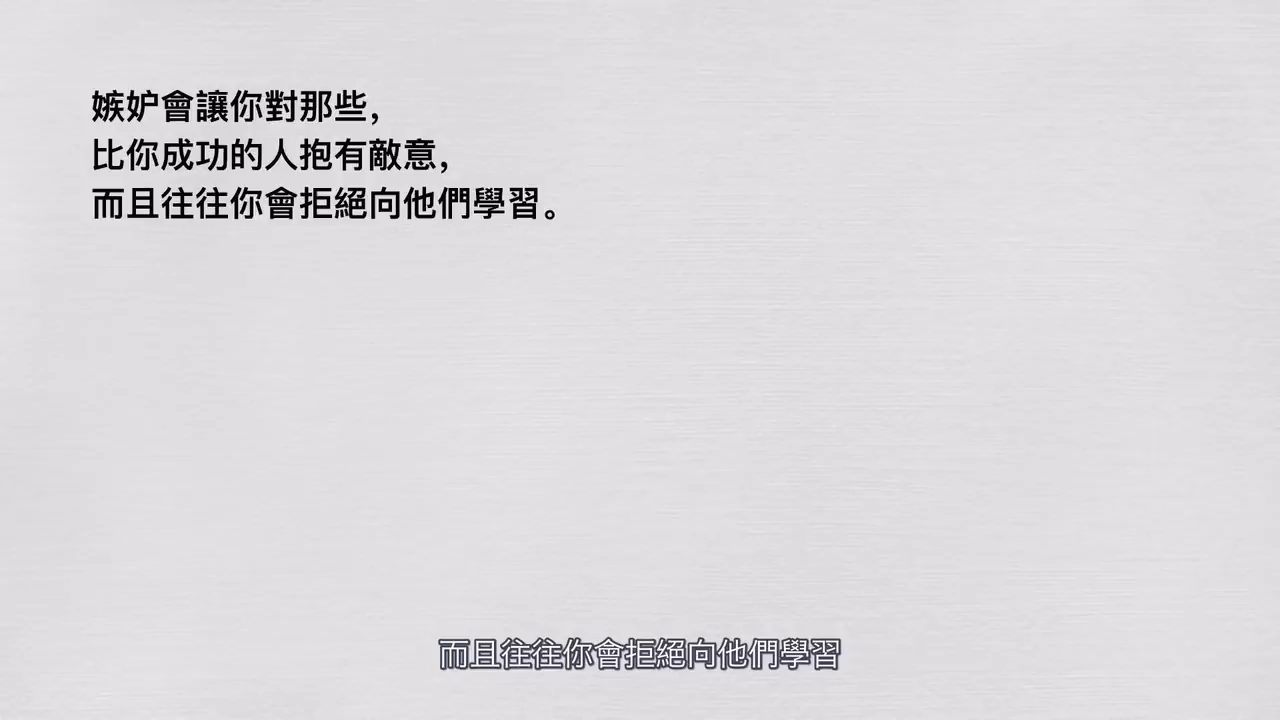 嫉妒會讓你對那些，
比你成功的人抱有敵意，
而且往往你會拒絕向他們學習。
而且往往你會拒絕向他們學習